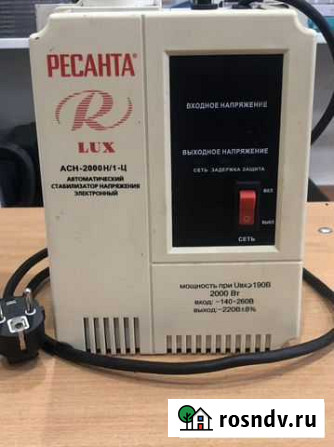 РЕСАНТА®
R
LUX
АСН-2000Н/1-Ц
АВТОМАТИЧЕСКИЙ
СТАБИЛИЗАТОР НАПРЯЖЕНИЯ
ЭЛЕКТРОННЫЙ
ВХОДНОЕ НАПРЯЖЕНИЕ
ВЫХОДНОЕ НАПРЯЖЕНИЕ
СЕТЬ ЗАДЕРЖКА ЗАЩИТА
ВКЛ
ВЫКЛ
СЕТЬ
мощность при Uвх≥190В
2000 Вт
вход: ~140-260В
выход: ~220В±8%
rosndv.ru